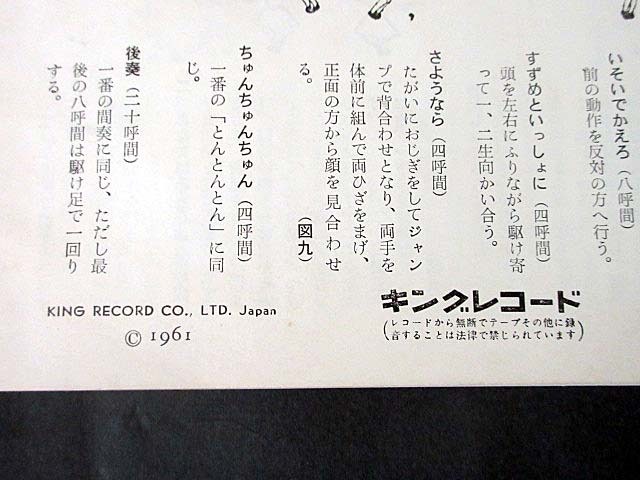 いそいでかえろ（八呼間）
前の動作を反対の方へ行う。
すずめといっしょに（四呼間）
頭を左右にふりながら駆け寄
って一、二生向かい合う。
さようなら（四呼間）
たがいにおじぎをしてジャン
プで背合わせとなり、両手を
体前に組んで両ひざをまげ、
正面の方から顔を見合わせ
る。
（図九）
ちゅんちゅんちゅん（四呼間）
一番の「とんとんとん」に同
じ。
後奏（二十呼間）
一番の間奏に同じ、ただし最
後の八呼間は駆け足で一回り
する。
キングレコード
（レコードから無断でテープその他に録
音することは法律で禁じられています）
KING RECORD CO., LTD. Japan
© 1961